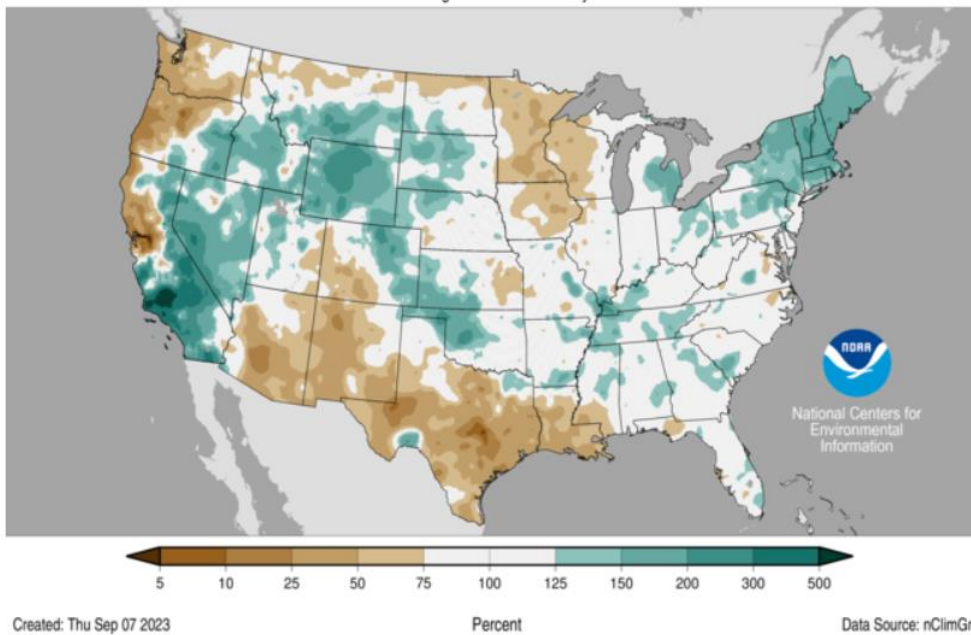 NOAA
National Centers for
Environmental
Information
5 10 25 50 75 100 125 150 200 300 500
Created: Thu Sep 07 2023 Percent Data Source: nClimGr